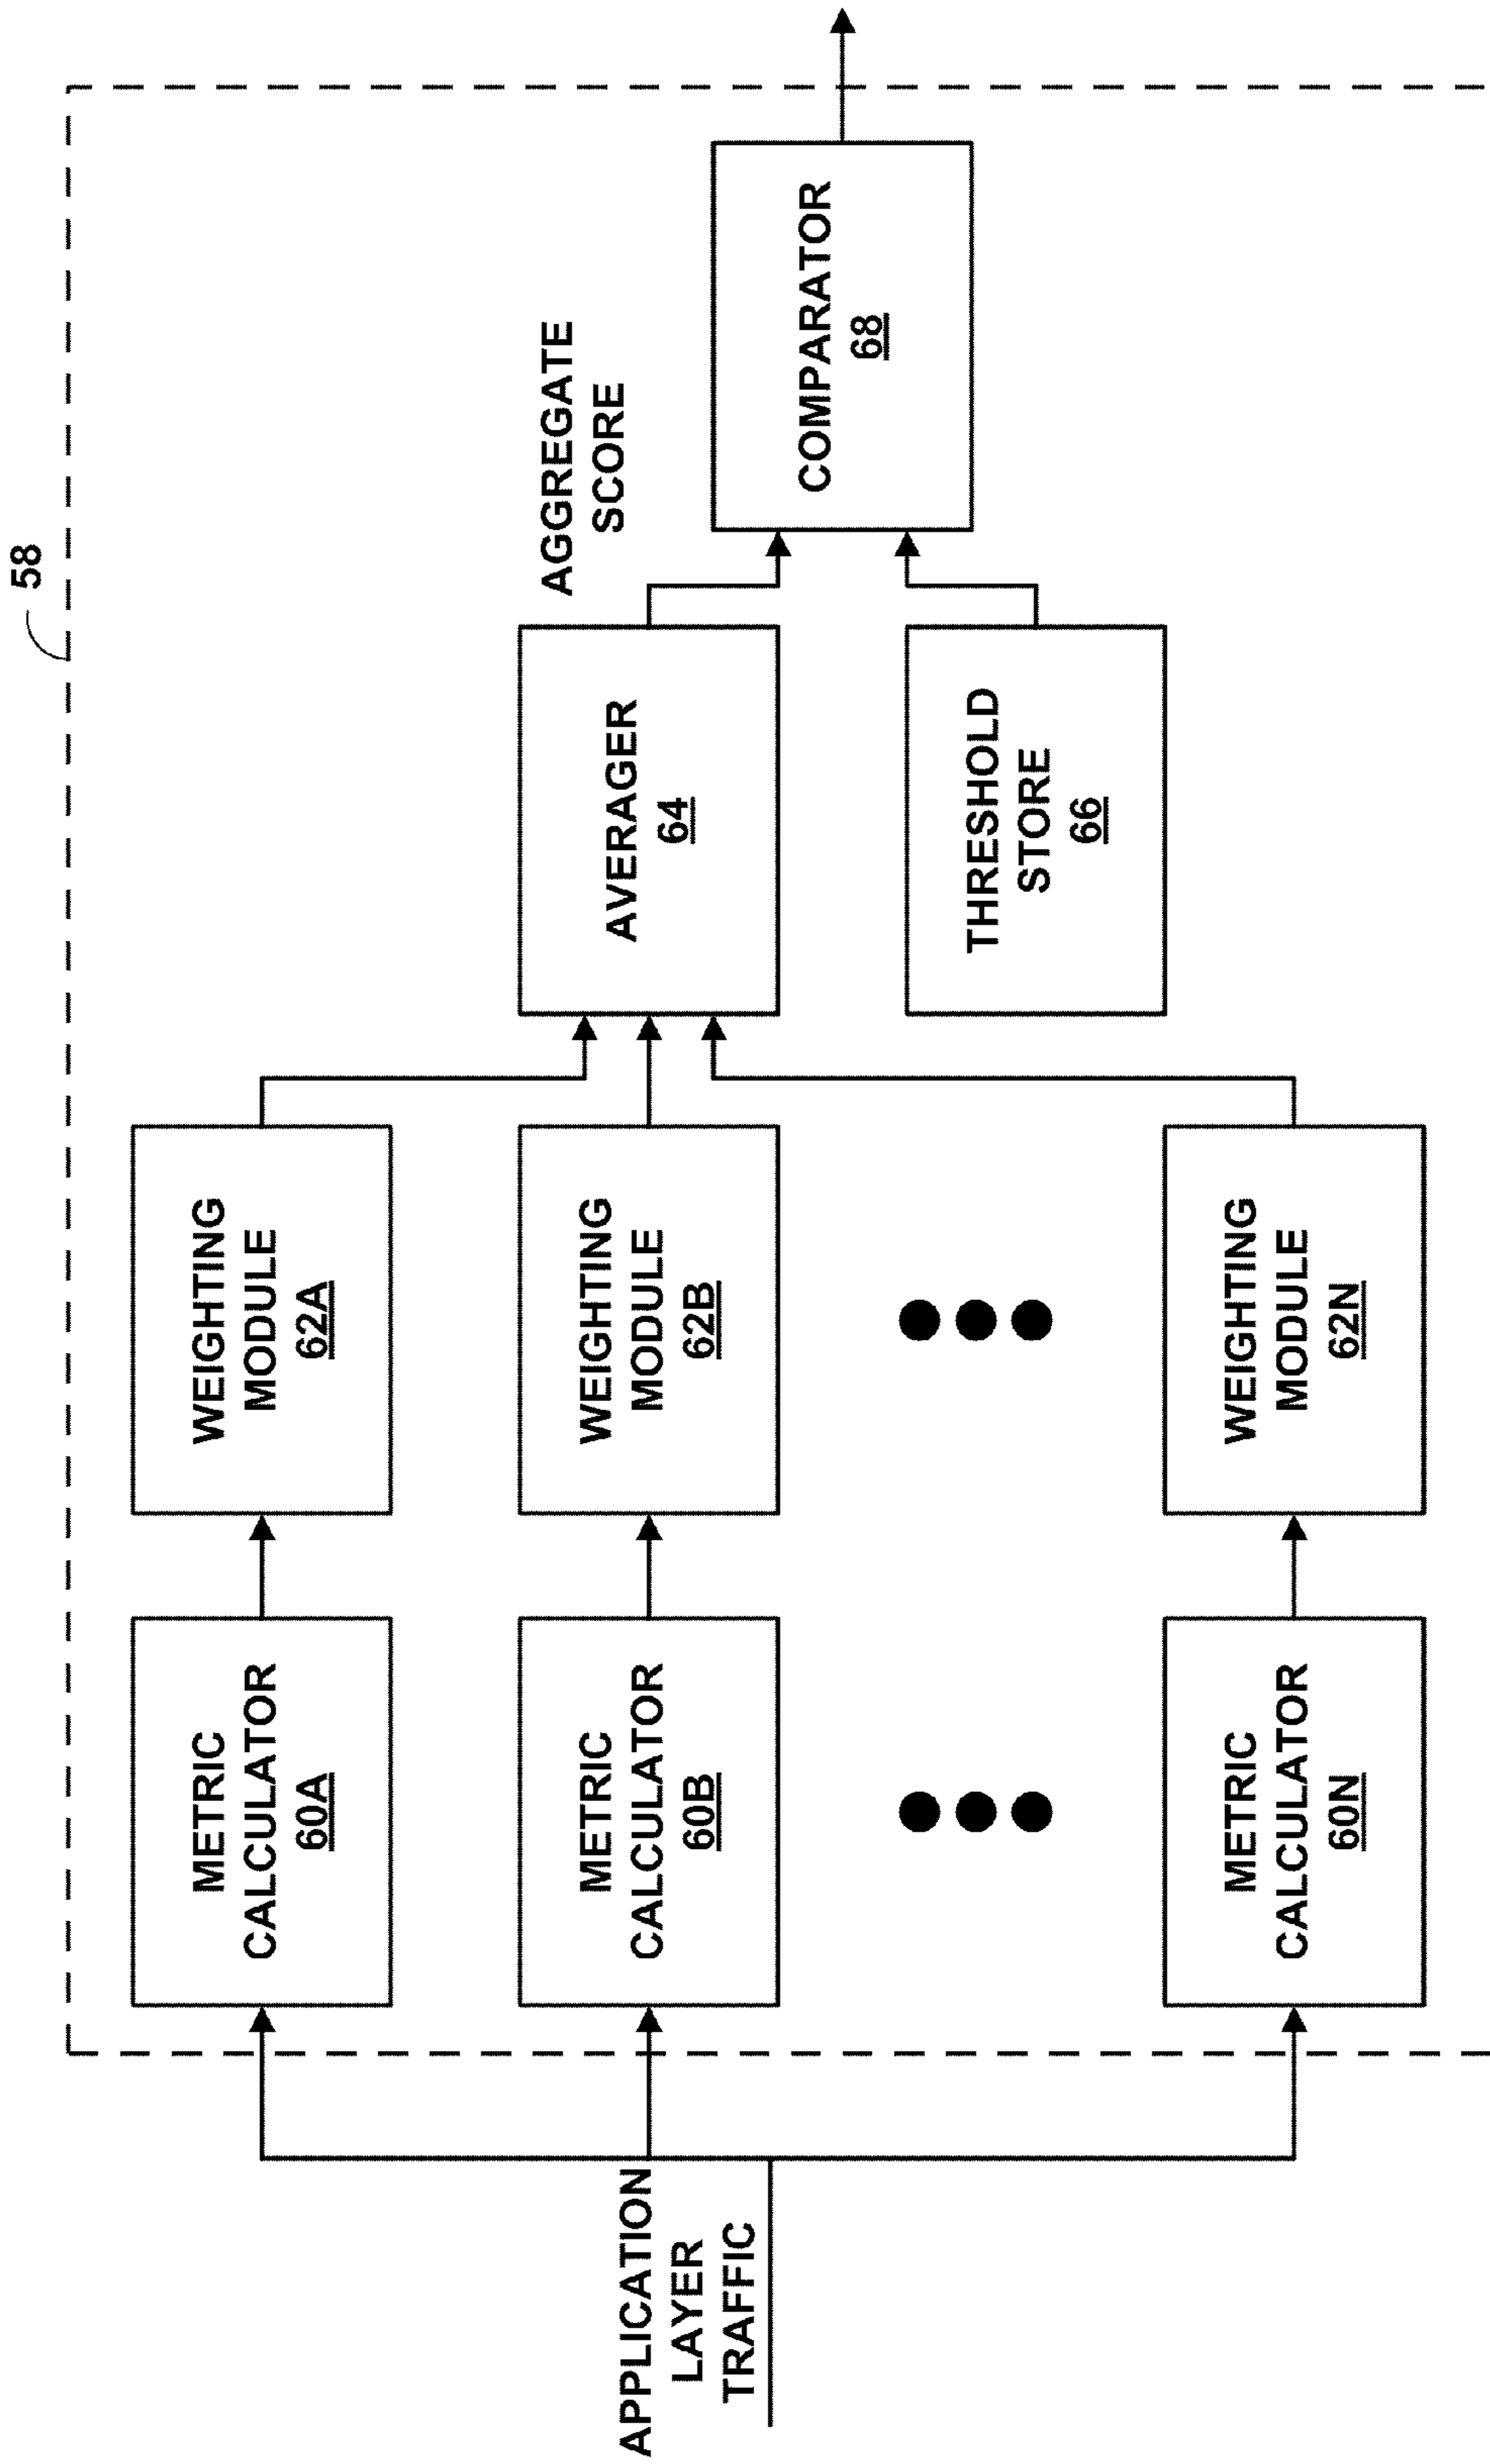 58
APPLICATION
LAYER
TRAFFIC
METRIC
CALCULATOR
60A
WEIGHTING
MODULE
62A
METRIC
CALCULATOR
60B
WEIGHTING
MODULE
62B
METRIC
CALCULATOR
60N
WEIGHTING
MODULE
62N
AVERAGER
64
THRESHOLD
STORE
66
AGGREGATE
SCORE
COMPARATOR
68